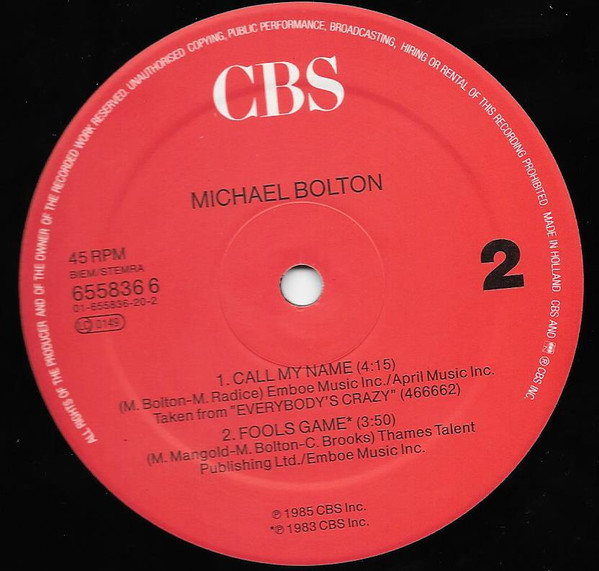 ALL RIGHTS OF THE PRODUCER AND OF THE OWNER OF THE RECORDED WORK RESERVED. UNAUTHORISED COPYING, PUBLIC PERFORMANCE, BROADCASTING, HIRING OR RENTAL OF THIS RECORDING PROHIBITED. MADE IN HOLLAND. CBS AND ℗ CBS INC.
CBS
MICHAEL BOLTON
45 RPM
BIEM/STEMRA
655836 6
01-655836-20-2
LC 0149
2
1. CALL MY NAME (4:15)
(M. Bolton-M. Radice) Emboe Music Inc./April Music Inc.
Taken from "EVERYBODY'S CRAZY" (466662)
2. FOOLS GAME* (3:50)
(M. Mangold-M. Bolton-C. Brooks) Thames Talent
Publishing Ltd./Emboe Music Inc.
℗ 1985 CBS Inc.
*℗ 1983 CBS Inc.